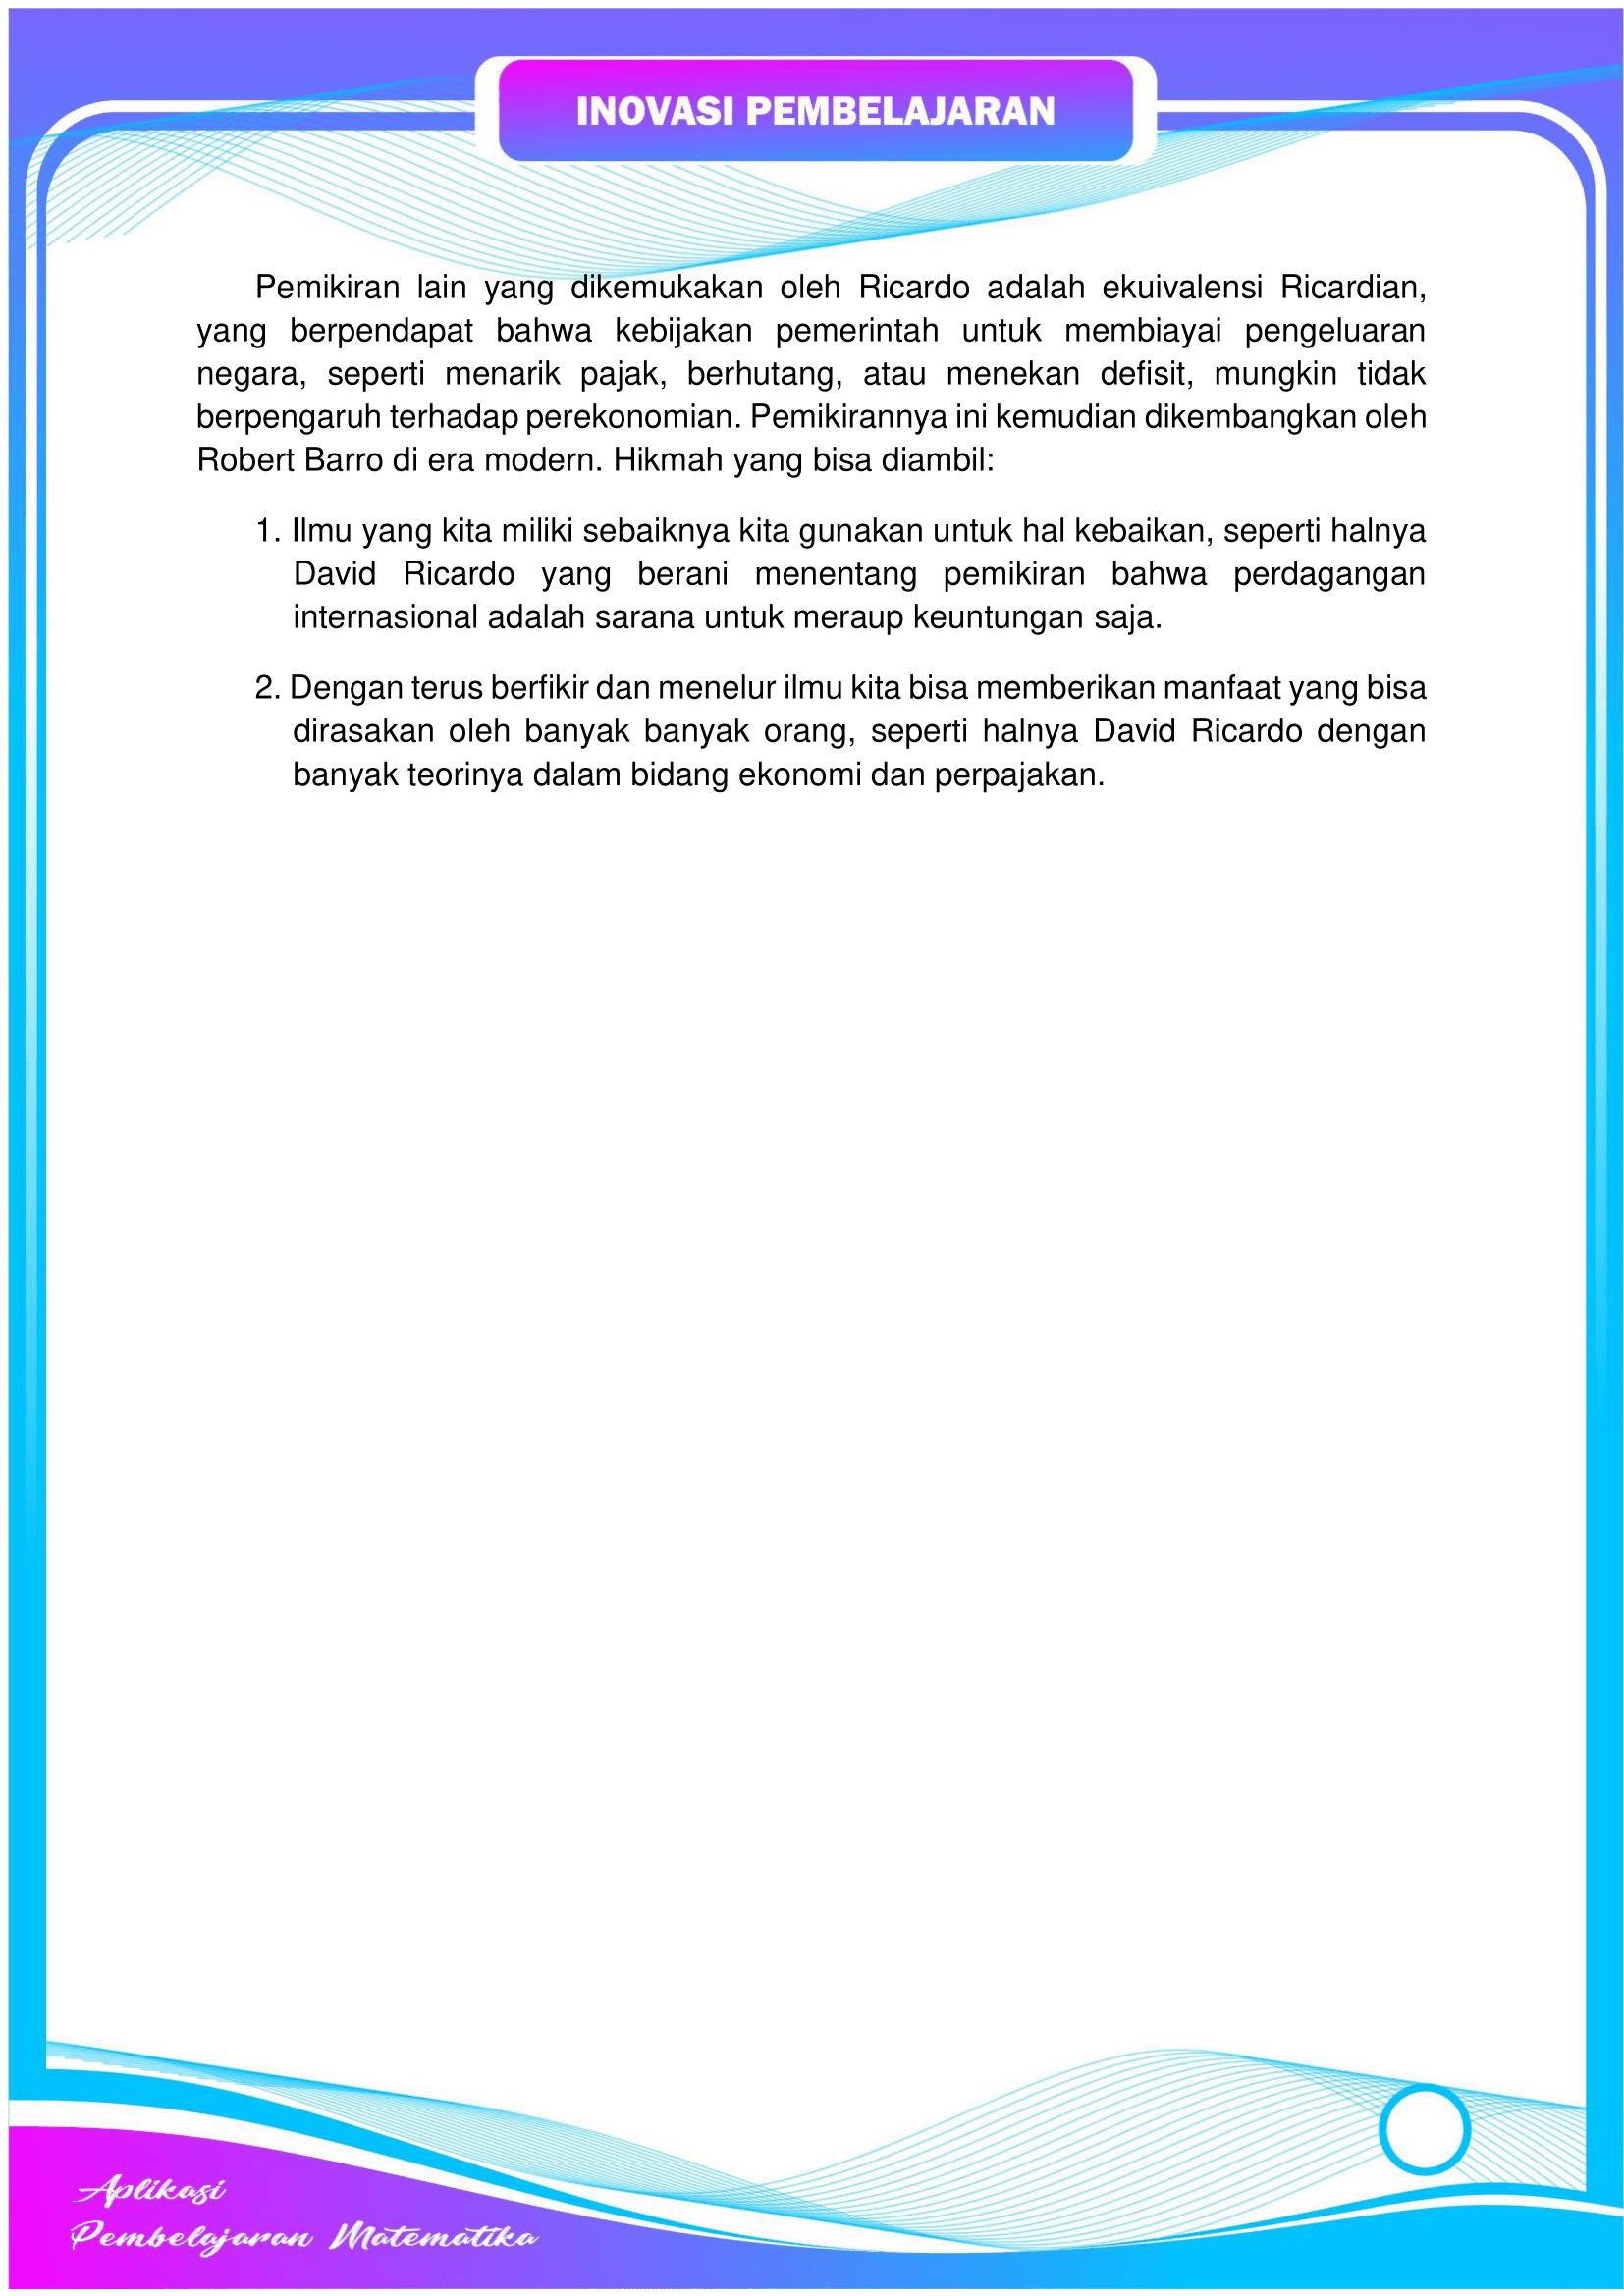 INOVASI PEMBELAJARAN
Pemikiran lain yang dikemukakan oleh Ricardo adalah ekuivalensi Ricardian,
yang berpendapat bahwa kebijakan pemerintah untuk membiayai pengeluaran
negara, seperti menarik pajak, berhutang, atau menekan defisit, mungkin tidak
berpengaruh terhadap perekonomian. Pemikirannya ini kemudian dikembangkan oleh
Robert Barro di era modern. Hikmah yang bisa diambil:
1. Ilmu yang kita miliki sebaiknya kita gunakan untuk hal kebaikan, seperti halnya
David Ricardo yang berani menentang pemikiran bahwa perdagangan
internasional adalah sarana untuk meraup keuntungan saja.
2. Dengan terus berfikir dan menelur ilmu kita bisa memberikan manfaat yang bisa
dirasakan oleh banyak banyak orang, seperti halnya David Ricardo dengan
banyak teorinya dalam bidang ekonomi dan perpajakan.
Aplikasi
Pembelajaran Matematika